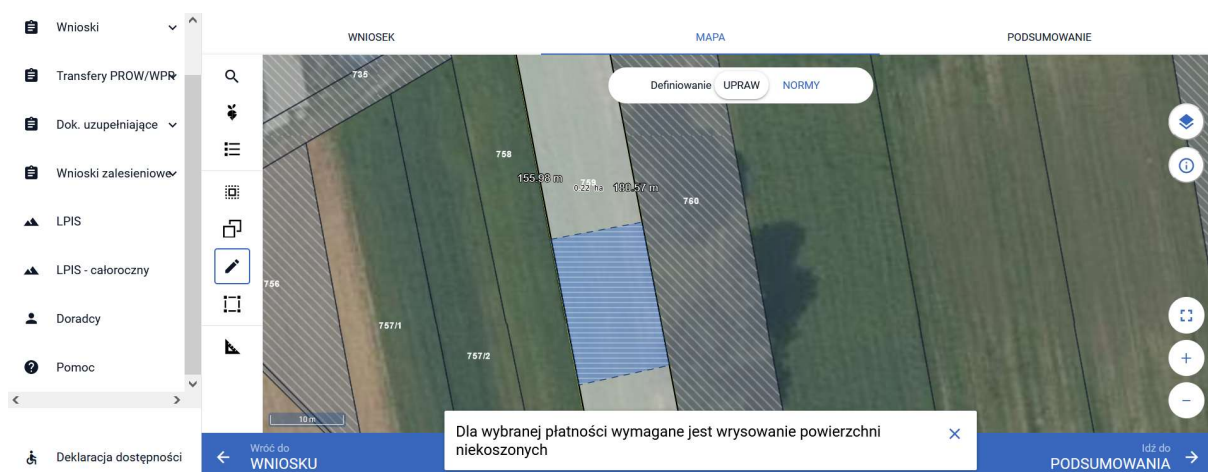 Wnioski
Transfery PROW/WPR
Dok. uzupełniające
Wnioski zalesieniowe
LPIS
LPIS - całoroczny
Doradcy
Pomoc
Deklaracja dostępności
WNIOSEK
MAPA
PODSUMOWANIE
Definiowanie UPRAW NORMY
735
758
155.98 m
759
0.22 ha
180.57 m
760
756
757/1
757/2
10 m
Dla wybranej płatności wymagane jest wrysowanie powierzchni
niekoszonych
Wróć do
WNIOSKU
Idź do
PODSUMOWANIA